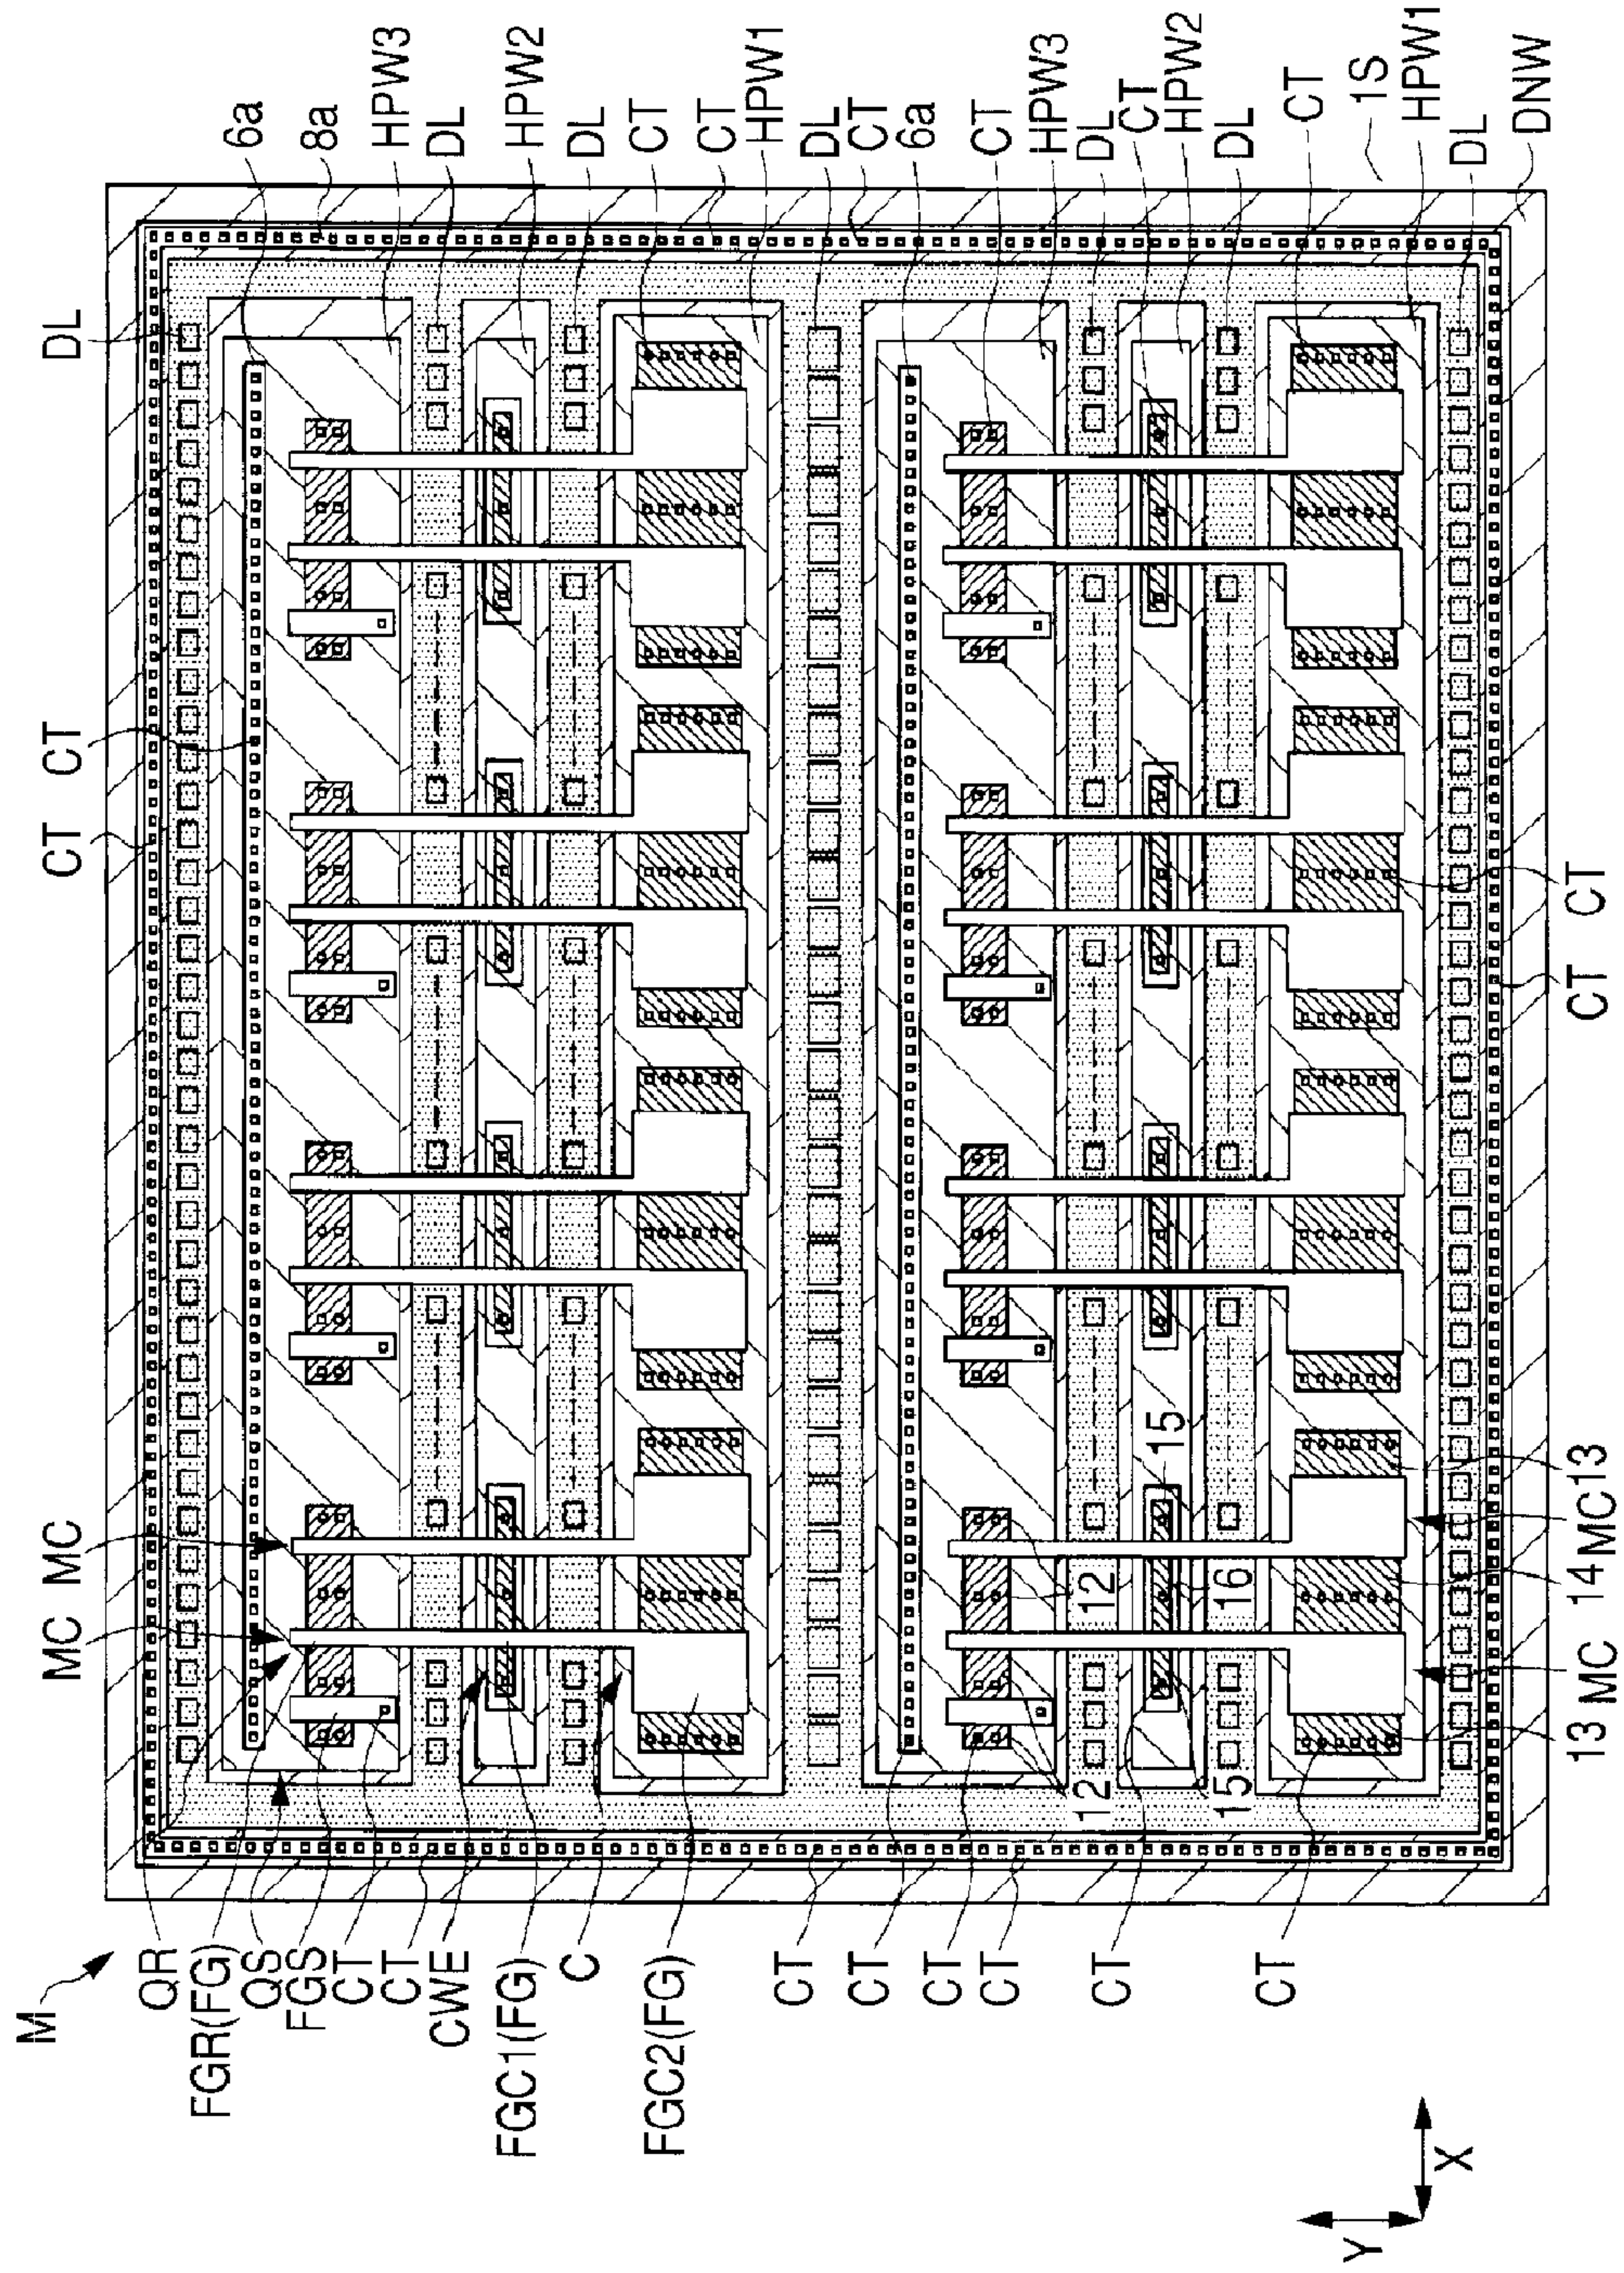 M
MC
MC
CT
CT
DL
QR
FGR(FG)
QS
FGS
CT
CT
CWE
FGC1(FG)
C
FGC2(FG)
CT
CT
CT
CT
CT
CT
6a
8a
HPW3
DL
HPW2
DL
CT
CT
HPW1
DL
CT
6a
CT
HPW3
DL
CT
HPW2
DL
CT
1S
HPW1
DL
DNW
12
12
15
15
16
13
MC
14
MC
13
CT
CT
Y
X